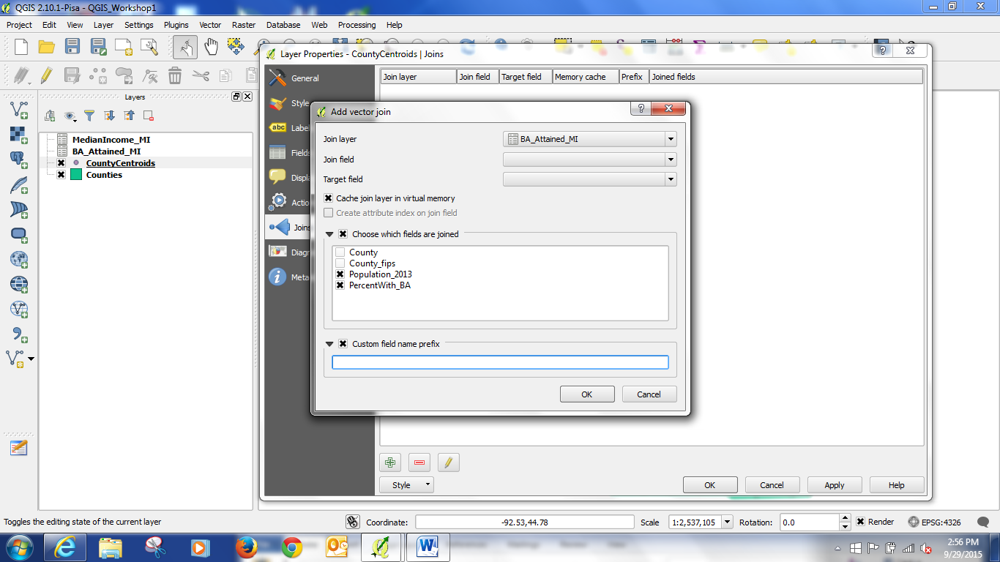 QGIS 2.10.1-Pisa - QGIS_Workshop1
Project Edit View Layer Settings Plugins Vector Raster Database Web Processing Help
Layer Properties - CountyCentroids | Joins
General
Style
Label
Fields
Displ
Actio
Joins
Diagr
Meta
Join layer Join field Target field Memory cache Prefix Joined fields
Layers
MedianIncome_MI
BA_Attained_MI
CountyCentroids
Counties
Add vector join
Join layer BA_Attained_MI
Join field
Target field
Cache join layer in virtual memory
Create attribute index on join field
Choose which fields are joined
County
County_fips
Population_2013
PercentWith_BA
Custom field name prefix
OK Cancel
Style OK Cancel Apply Help
Toggles the editing state of the current layer Coordinate: -92.53,44.78 Scale 1:2,537,105 Rotation: 0.0 Render EPSG:4326
2:56 PM
9/29/2015